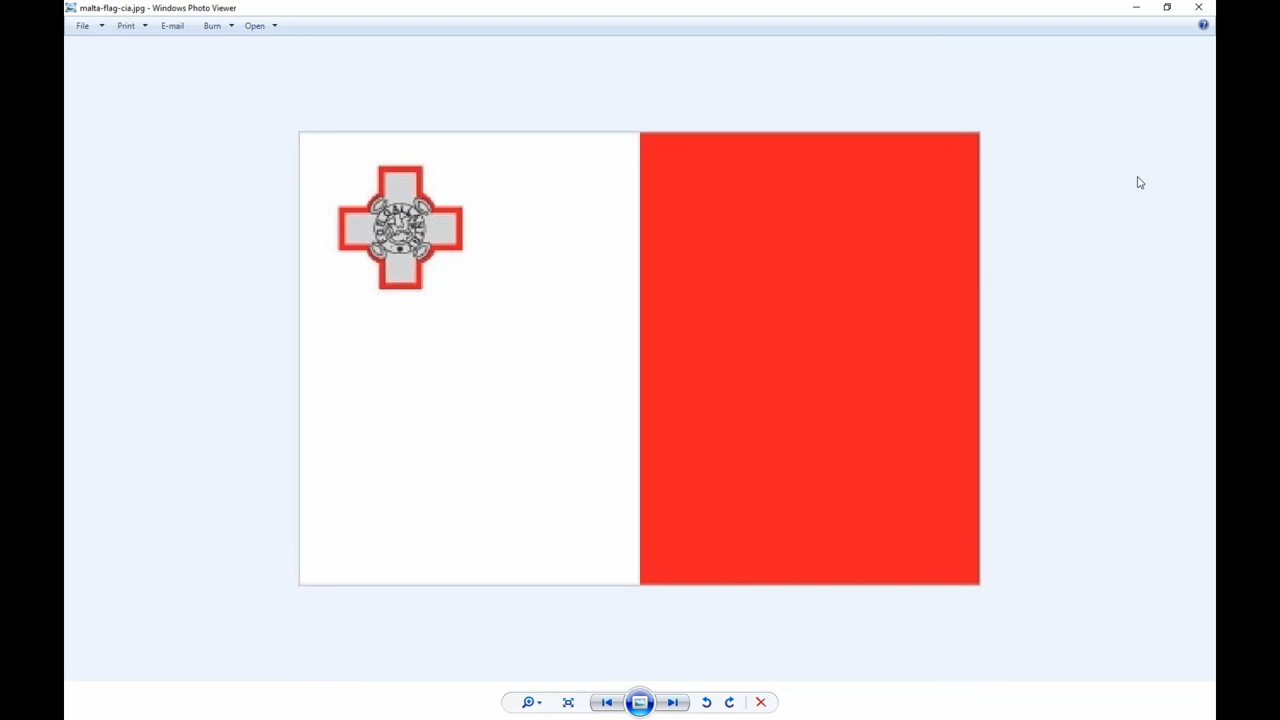 malta-flag-cia.jpg - Windows Photo Viewer
File Print E-mail Burn Open